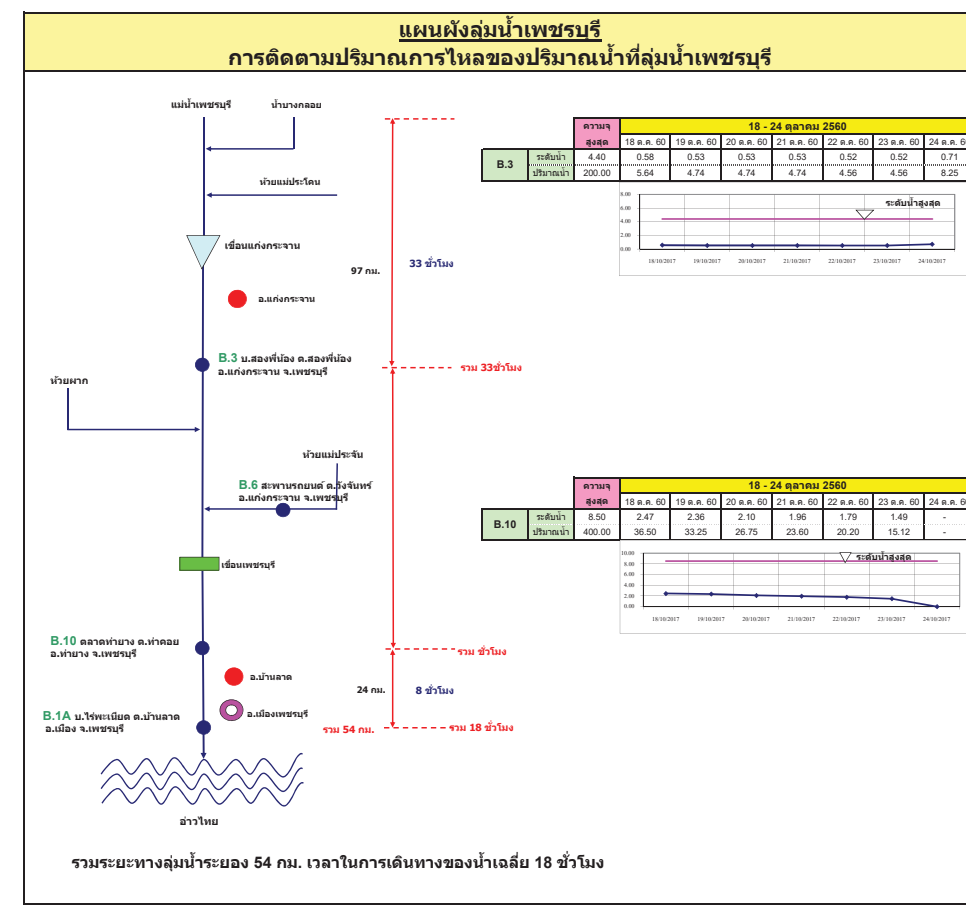 แผนผังลุ่มน้ำเพชรบุรี
การติดตามปริมาณการไหลของปริมาณน้ำที่ลุ่มน้ำเพชรบุรี
แม่น้ำเพชรบุรี
น้ำบางกลอย
ห้วยแม่ประโดน
เขื่อนแก่งกระจาน
97 กม.
33 ชั่วโมง
อ.แก่งกระจาน
B.3 บ.สองพี่น้อง ต.สองพี่น้อง
อ.แก่งกระจาน จ.เพชรบุรี
รวม 33ชั่วโมง
ห้วยผาก
ห้วยแม่ประจัน
B.6 สะพานรถยนต์ ต.วังจันทร์
อ.แก่งกระจาน จ.เพชรบุรี
เขื่อนเพชรบุรี
B.10 ตลาดท่ายาง ต.ท่าคอย
อ.ท่ายาง จ.เพชรบุรี
รวม ชั่วโมง
อ.บ้านลาด
24 กม.
8 ชั่วโมง
อ.เมืองเพชรบุรี
B.1A บ.ไร่พะเนียด ต.บ้านลาด
อ.เมือง จ.เพชรบุรี
รวม 54 กม.
รวม 18 ชั่วโมง
อ่าวไทย
รวมระยะทางลุ่มน้ำระยอง 54 กม. เวลาในการเดินทางของน้ำเฉลี่ย 18 ชั่วโมง
ความจุ 18 - 24 ตุลาคม 2560
สูงสุด 18 ต.ค. 60 19 ต.ค. 60 20 ต.ค. 60 21 ต.ค. 60 22 ต.ค. 60 23 ต.ค. 60 24 ต.ค. 6
B.3
ระดับน้ำ 4.40 0.58 0.53 0.53 0.53 0.52 0.52 0.71
ปริมาณน้ำ 200.00 5.64 4.74 4.74 4.74 4.56 4.56 8.25
8.00
6.00
4.00
2.00
0.00
ระดับน้ำสูงสุด
18/10/2017 19/10/2017 20/10/2017 21/10/2017 22/10/2017 23/10/2017 24/10/2017
ความจุ 18 - 24 ตุลาคม 2560
สูงสุด 18 ต.ค. 60 19 ต.ค. 60 20 ต.ค. 60 21 ต.ค. 60 22 ต.ค. 60 23 ต.ค. 60 24 ต.ค. 6
B.10
ระดับน้ำ 8.50 2.47 2.36 2.10 1.96 1.79 1.49 -
ปริมาณน้ำ 400.00 36.50 33.25 26.75 23.60 20.20 15.12 -
10.00
8.00
6.00
4.00
2.00
0.00
ระดับน้ำสูงสุด
18/10/2017 19/10/2017 20/10/2017 21/10/2017 22/10/2017 23/10/2017 24/10/2017